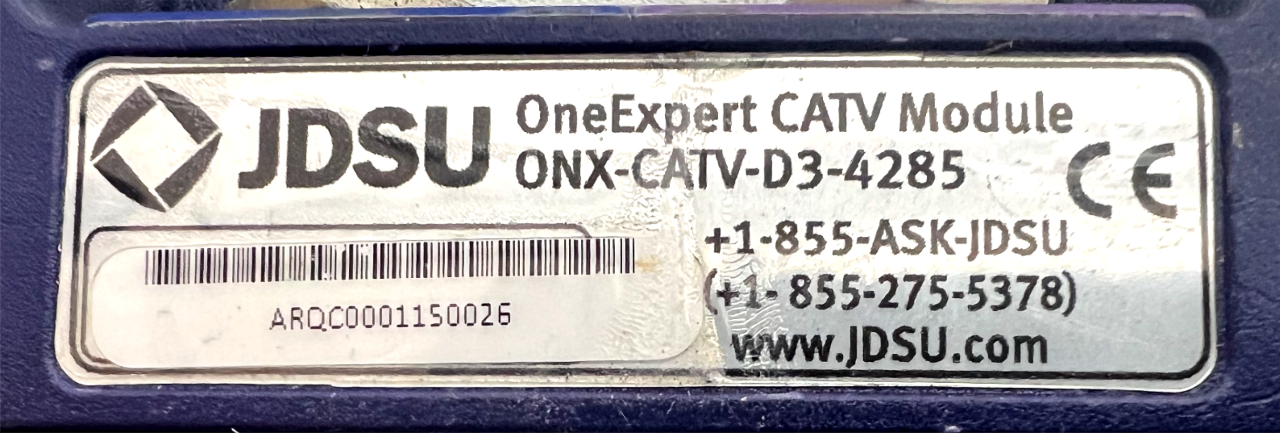 JDSU
OneExpert CATV Module
ONX-CATV-D3-4285
CE
+1-855-ASK-JDSU
(+1- 855-275-5378)
www.JDSU.com
ARQC0001150026